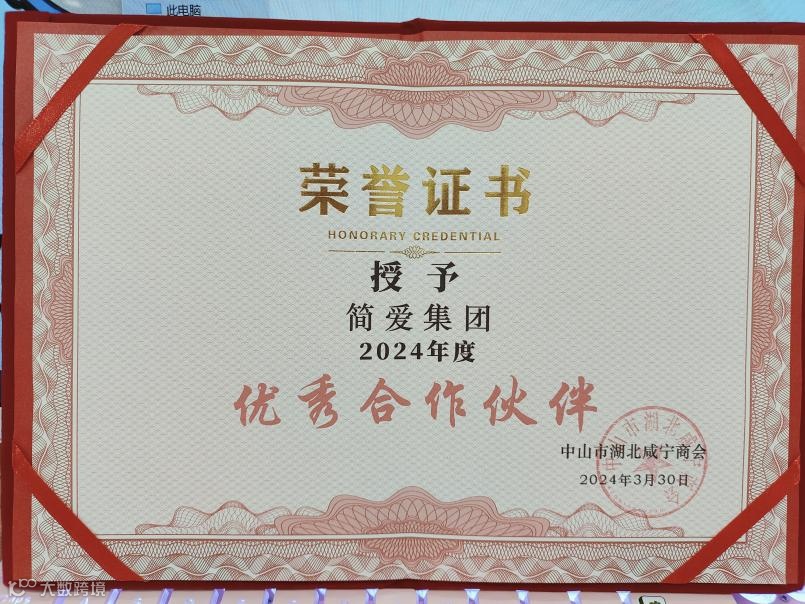 此电脑
荣誉证书
HONORARY CREDENTIAL
授予
简爱集团
2024年度
优秀合作伙伴
中山市湖北咸宁商会
2024年3月30日
大数跨境